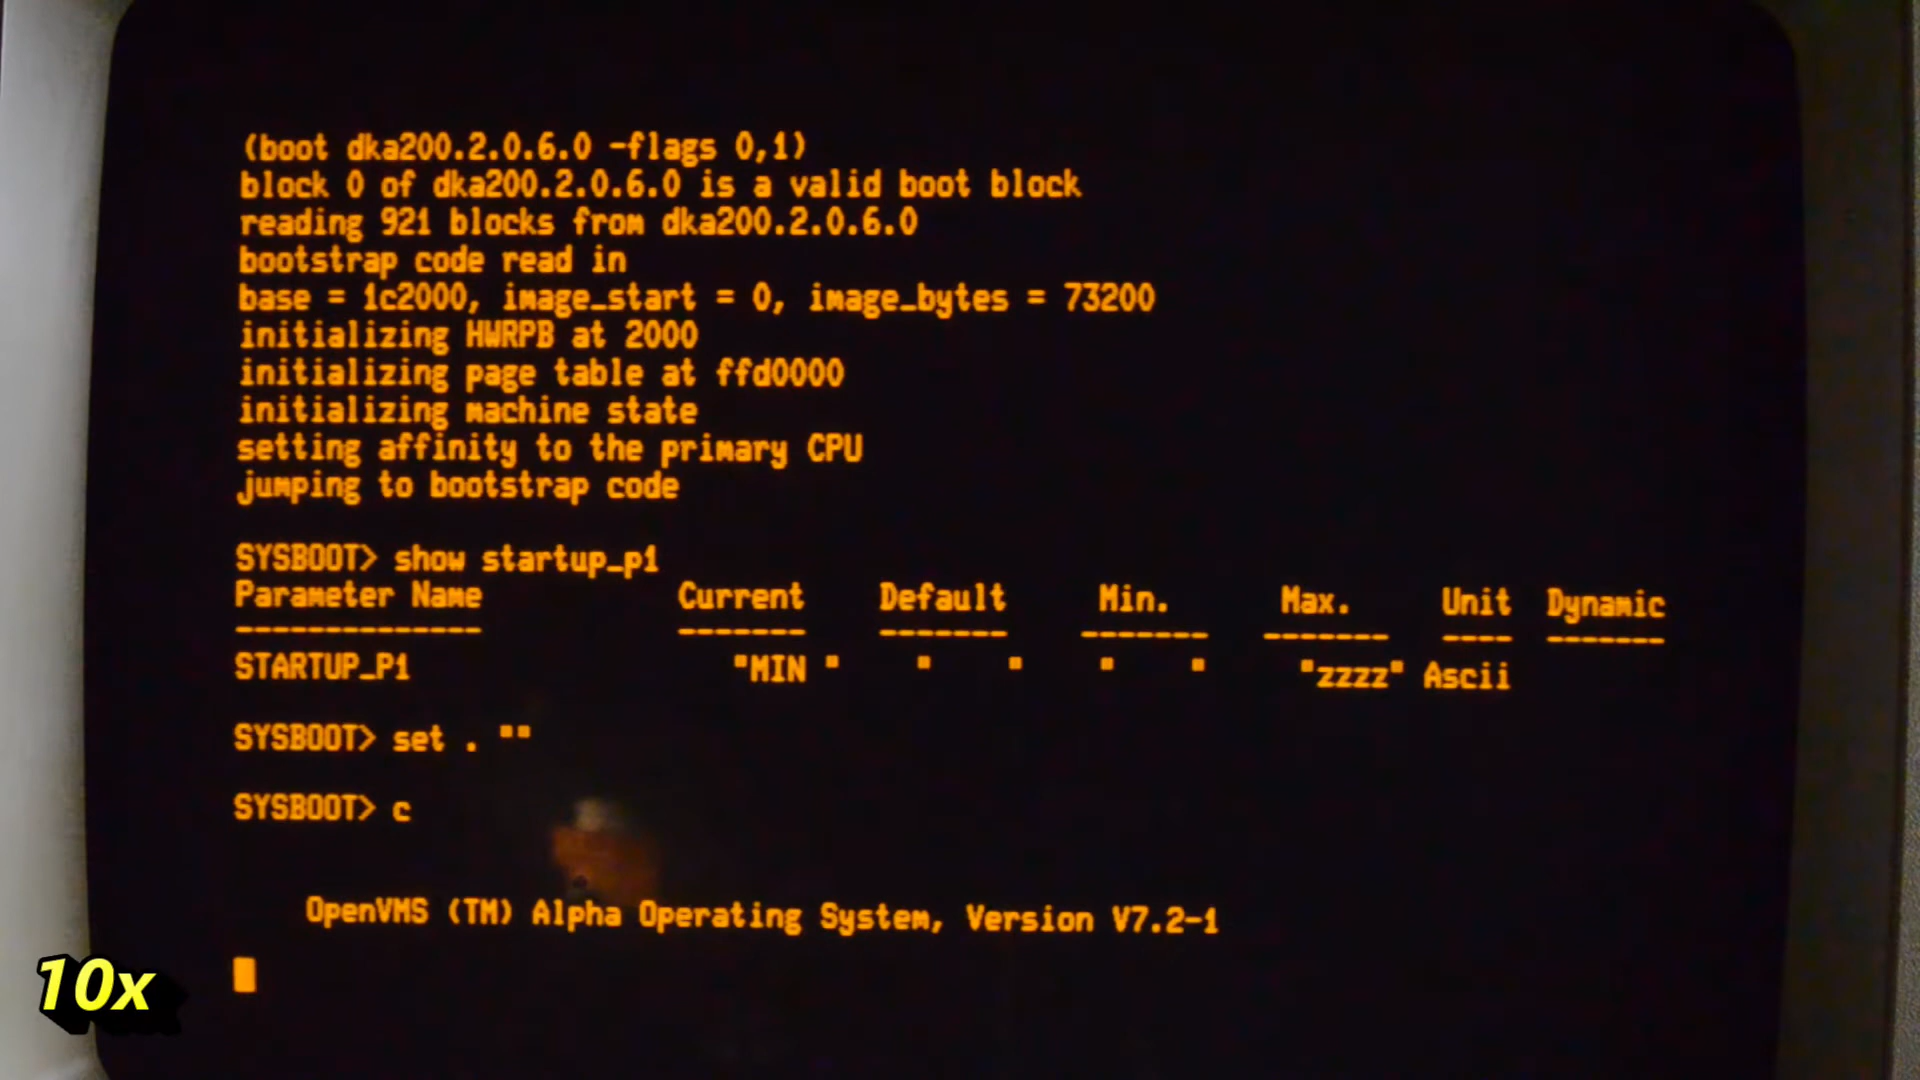 (boot dka200.2.0.6.0 -flags 0,1)
block 0 of dka200.2.0.6.0 is a valid boot block
reading 921 blocks from dka200.2.0.6.0
bootstrap code read in
base = 1c2000, image_start = 0, image_bytes = 73200
initializing HWRPB at 2000
initializing page table at ffd0000
initializing machine state
setting affinity to the primary CPU
jumping to bootstrap code
SYSBOOT> show startup_p1
Parameter Name Current Default Min. Max. Unit Dynamic
-------------- ------- ------- ------- ------- ---- -------
STARTUP_P1 "MIN " "    " "    " "zzzz" Ascii
SYSBOOT> set . ""
SYSBOOT> c
OpenVMS (TM) Alpha Operating System, Version V7.2-1
10x